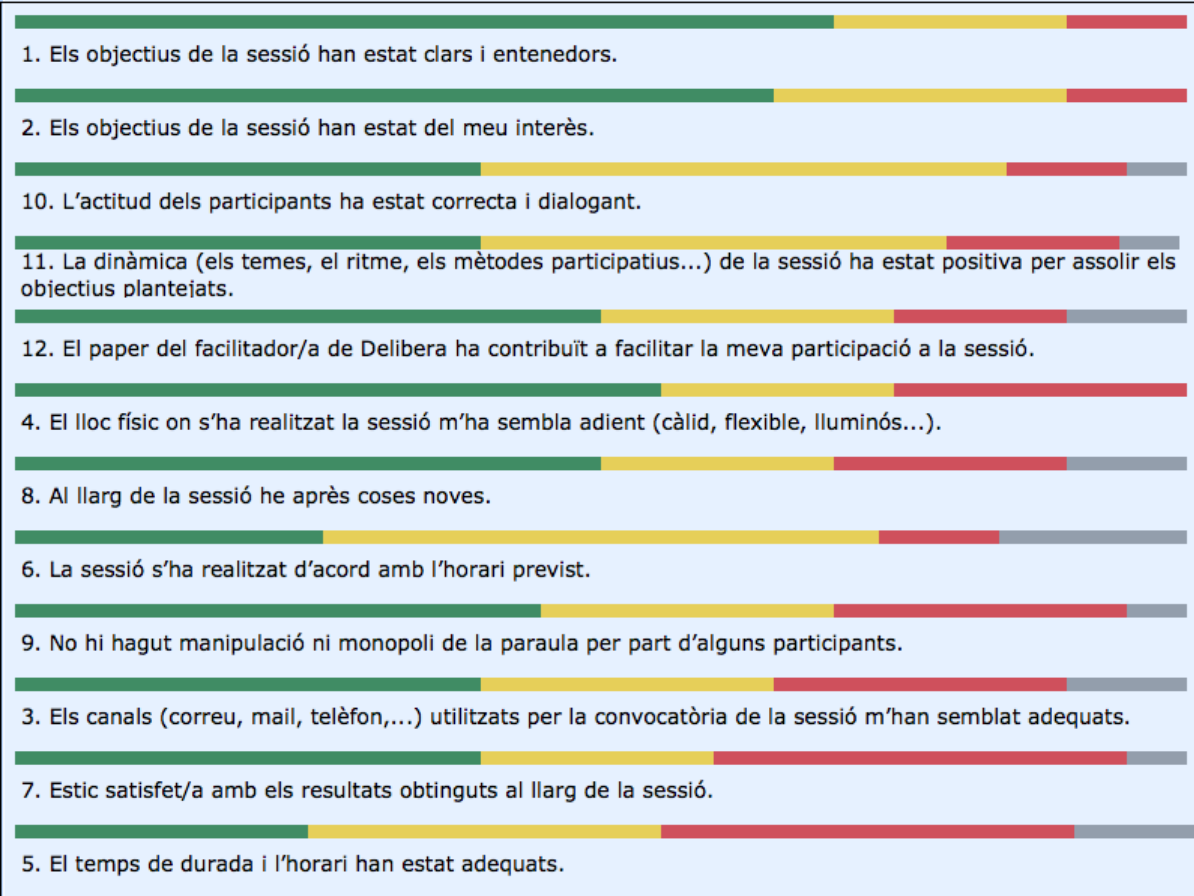 1. Els objectius de la sessió han estat clars i entenedors.
2. Els objectius de la sessió han estat del meu interès.
10. L’actitud dels participants ha estat correcta i dialogant.
11. La dinàmica (els temes, el ritme, els mètodes participatius...) de la sessió ha estat positiva per assolir els
objectius plantejats.
12. El paper del facilitador/a de Delibera ha contribuït a facilitar la meva participació a la sessió.
4. El lloc físic on s’ha realitzat la sessió m’ha sembla adient (càlid, flexible, lluminós...).
8. Al llarg de la sessió he après coses noves.
6. La sessió s’ha realitzat d’acord amb l’horari previst.
9. No hi hagut manipulació ni monopoli de la paraula per part d’alguns participants.
3. Els canals (correu, mail, telèfon,...) utilitzats per la convocatòria de la sessió m’han semblat adequats.
7. Estic satisfet/a amb els resultats obtinguts al llarg de la sessió.
5. El temps de durada i l’horari han estat adequats.